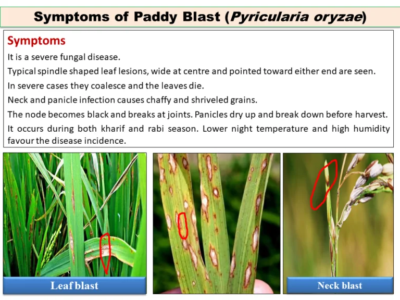 Symptoms of Paddy Blast (Pyricularia oryzae)
Symptoms
It is a severe fungal disease.
Typical spindle shaped leaf lesions, wide at centre and pointed toward either end are seen.
In severe cases they coalesce and the leaves die.
Neck and panicle infection causes chaffy and shriveled grains.
The node becomes black and breaks at joints. Panicles dry up and break down before harvest.
It occurs during both kharif and rabi season. Lower night temperature and high humidity
favour the disease incidence.
Leaf blast
Neck blast